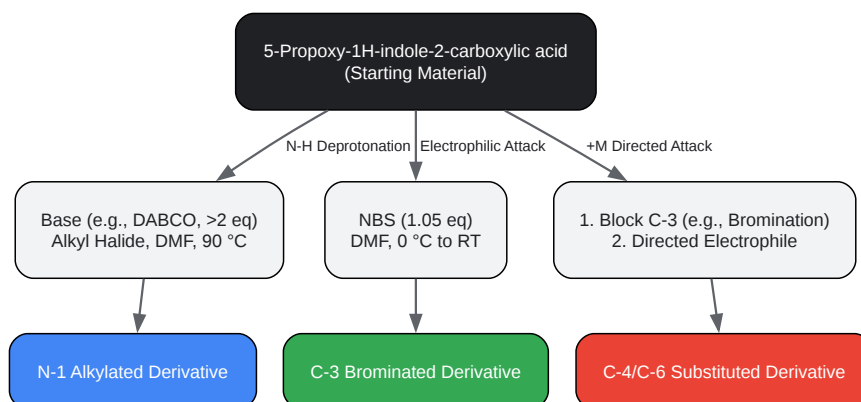 5-Propoxy-1H-indole-2-carboxylic acid
(Starting Material)
N-H Deprotonation
Electrophilic Attack
+M Directed Attack
Base (e.g., DABCO, >2 eq)
Alkyl Halide, DMF, 90 °C
NBS (1.05 eq)
DMF, 0 °C to RT
1. Block C-3 (e.g., Bromination)
2. Directed Electrophile
N-1 Alkylated Derivative
C-3 Brominated Derivative
C-4/C-6 Substituted Derivative